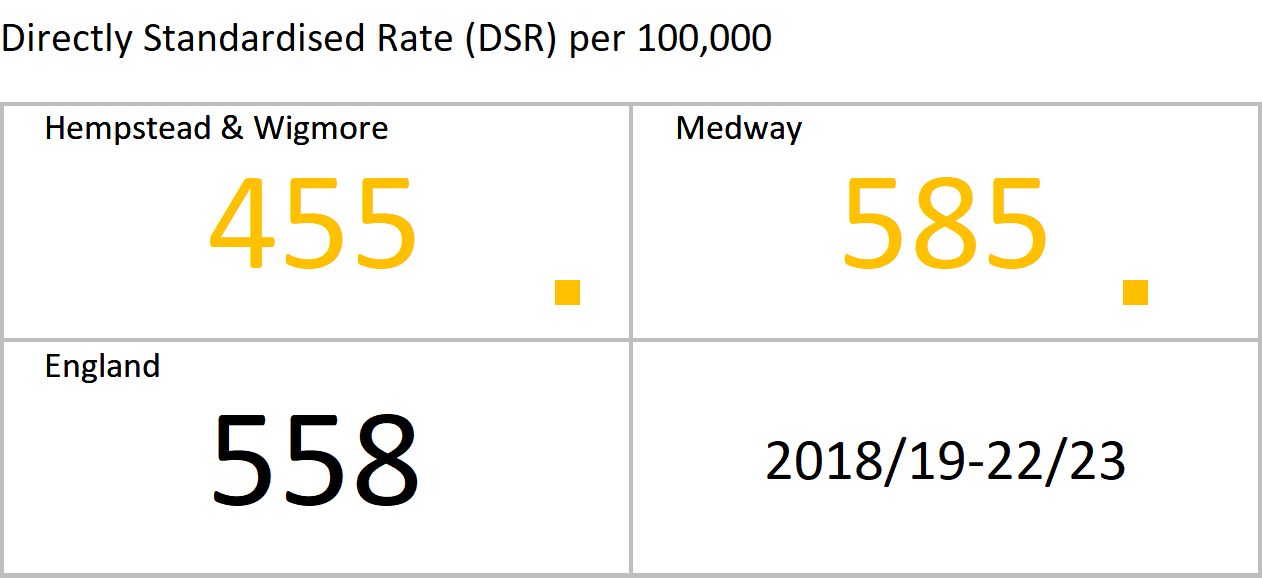 Directly Standardised Rate (DSR) per 100,000
Hempstead & Wigmore
455
Medway
585
England
558
2018/19-22/23